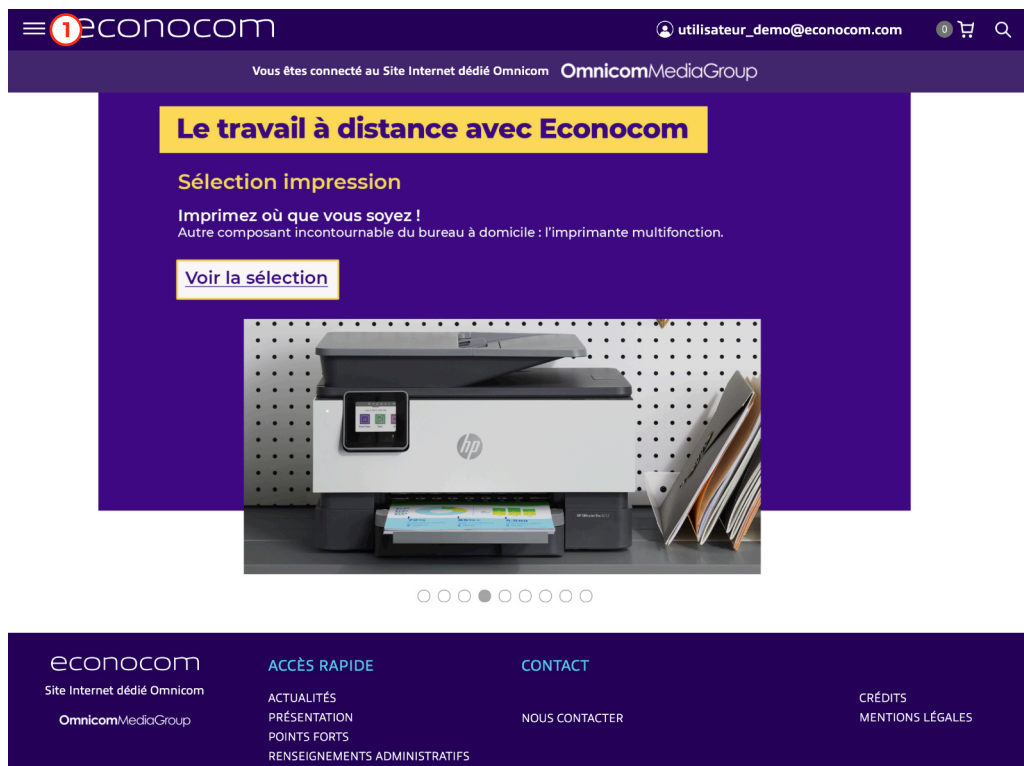 1
econocom
utilisateur_demo@econocom.com
0
Vous êtes connecté au Site Internet dédié Omnicom OmnicomMediaGroup
Le travail à distance avec Econocom
Sélection impression
Imprimez où que vous soyez !
Autre composant incontournable du bureau à domicile : l'imprimante multifonction.
Voir la sélection
hp
econocom
Site Internet dédié Omnicom
OmnicomMediaGroup
ACCÈS RAPIDE
ACTUALITÉS
PRÉSENTATION
POINTS FORTS
RENSEIGNEMENTS ADMINISTRATIFS
CONTACT
NOUS CONTACTER
CRÉDITS
MENTIONS LÉGALES